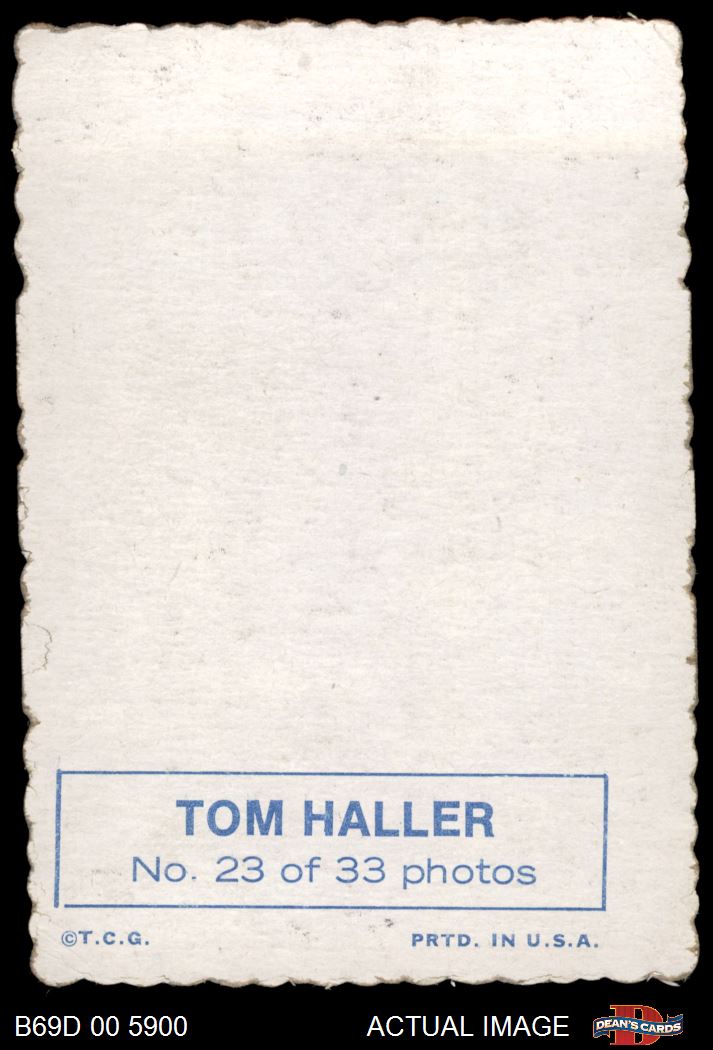 TOM HALLER
No. 23 of 33 photos
©T.C.G.
PRTD. IN U.S.A.
B69D 00 5900
ACTUAL IMAGE
D
DEAN'S CARDS